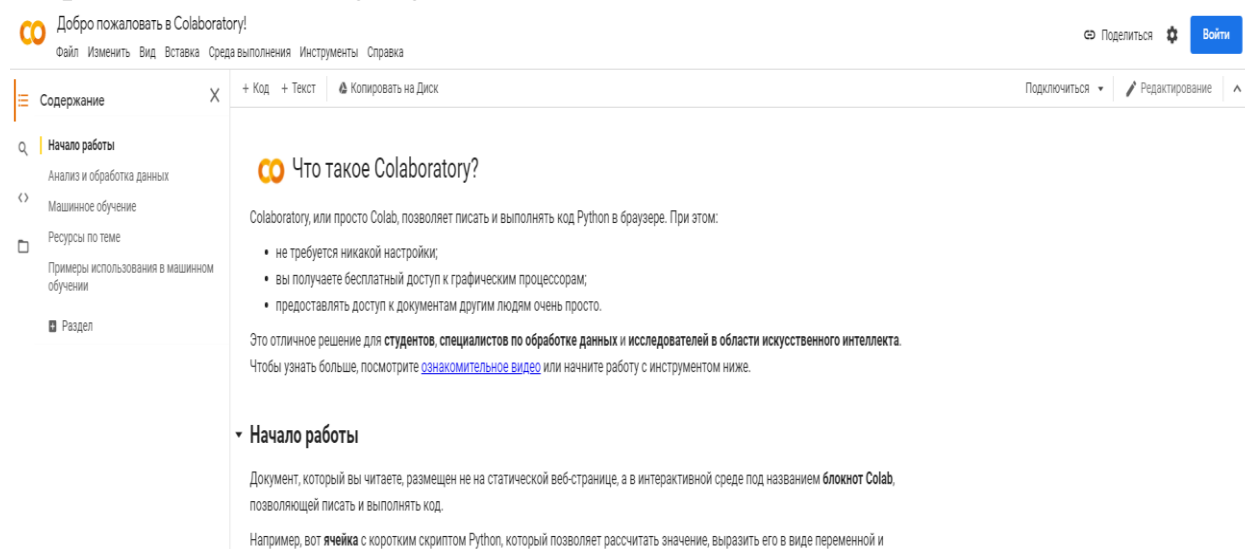 Добро пожаловать в Colaboratory!
Файл Изменить Вид Вставка Среда выполнения Инструменты Справка
Поделиться
Войти
Содержание
Начало работы
Анализ и обработка данных
Машинное обучение
Ресурсы по теме
Примеры использования в машинном
обучении
Раздел
+ Код + Текст Копировать на Диск
Подключиться
Редактирование
CO Что такое Colaboratory?
Colaboratory, или просто Colab, позволяет писать и выполнять код Python в браузере. При этом:
• не требуется никакой настройки;
• вы получаете бесплатный доступ к графическим процессорам;
• предоставлять доступ к документам другим людям очень просто.
Это отличное решение для студентов, специалистов по обработке данных и исследователей в области искусственного интеллекта.
Чтобы узнать больше, посмотрите ознакомительное видео или начните работу с инструментом ниже.
Начало работы
Документ, который вы читаете, размещен не на статической веб-странице, а в интерактивной среде под названием блокнот Colab,
позволяющей писать и выполнять код.
Например, вот ячейка с коротким скриптом Python, который позволяет рассчитать значение, выразить его в виде переменной и